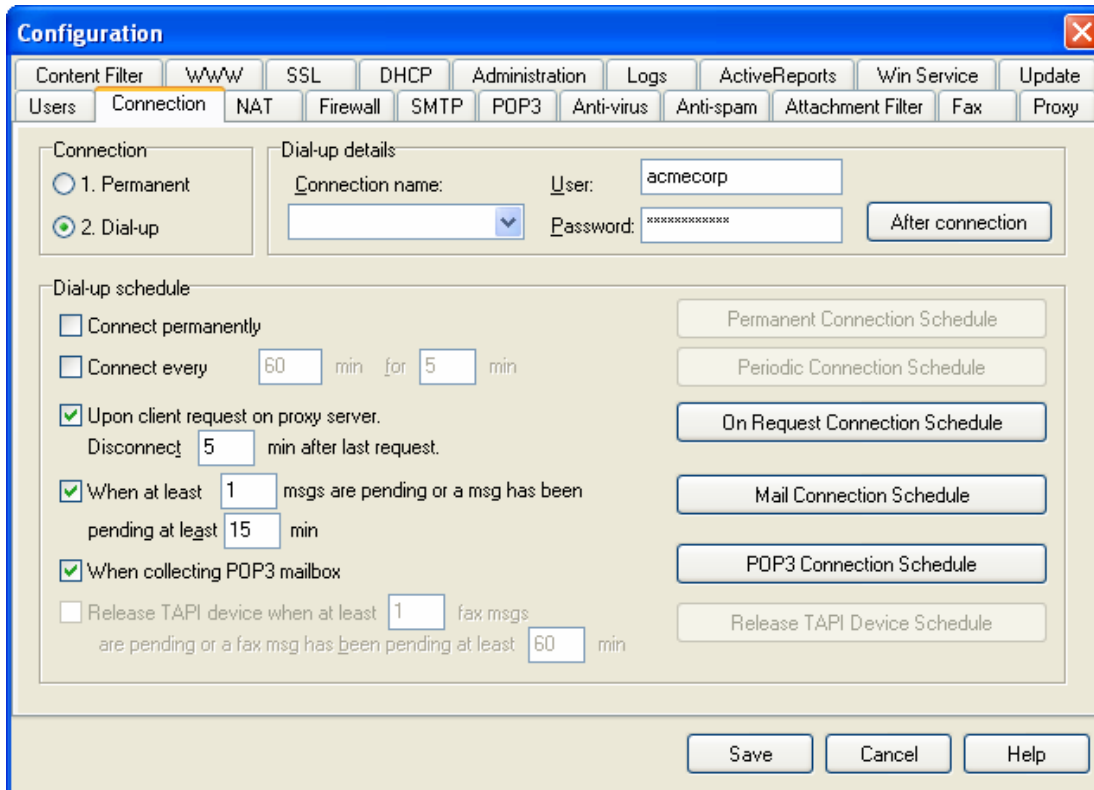 Configuration
Content Filter WWW SSL DHCP Administration Logs ActiveReports Win Service Update
Users Connection NAT Firewall SMTP POP3 Anti-virus Anti-spam Attachment Filter Fax Proxy
Connection
1. Permanent
2. Dial-up
Dial-up details
Connection name:
User: acmecorp
Password: ************
After connection
Dial-up schedule
Connect permanently
Permanent Connection Schedule
Connect every 60 min for 5 min
Periodic Connection Schedule
Upon client request on proxy server.
Disconnect 5 min after last request.
On Request Connection Schedule
When at least 1 msgs are pending or a msg has been
pending at least 15 min
Mail Connection Schedule
When collecting POP3 mailbox
POP3 Connection Schedule
Release TAPI device when at least 1 fax msgs
are pending or a fax msg has been pending at least 60 min
Release TAPI Device Schedule
Save Cancel Help